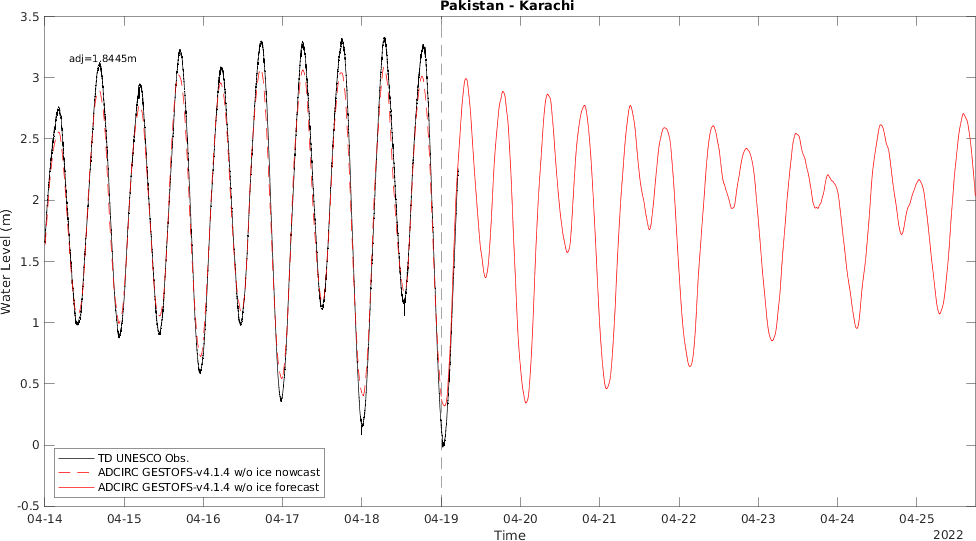 Pakistan - Karachi
adj=1.8445m
3.5
3
2.5
2
1.5
1
0.5
0
-0.5
Water Level (m)
TD UNESCO Obs.
ADCIRC GESTOFS-v4.1.4 w/o ice nowcast
ADCIRC GESTOFS-v4.1.4 w/o ice forecast
04-14 04-15 04-16 04-17 04-18 04-19 04-20 04-21 04-22 04-23 04-24 04-25
Time
2022